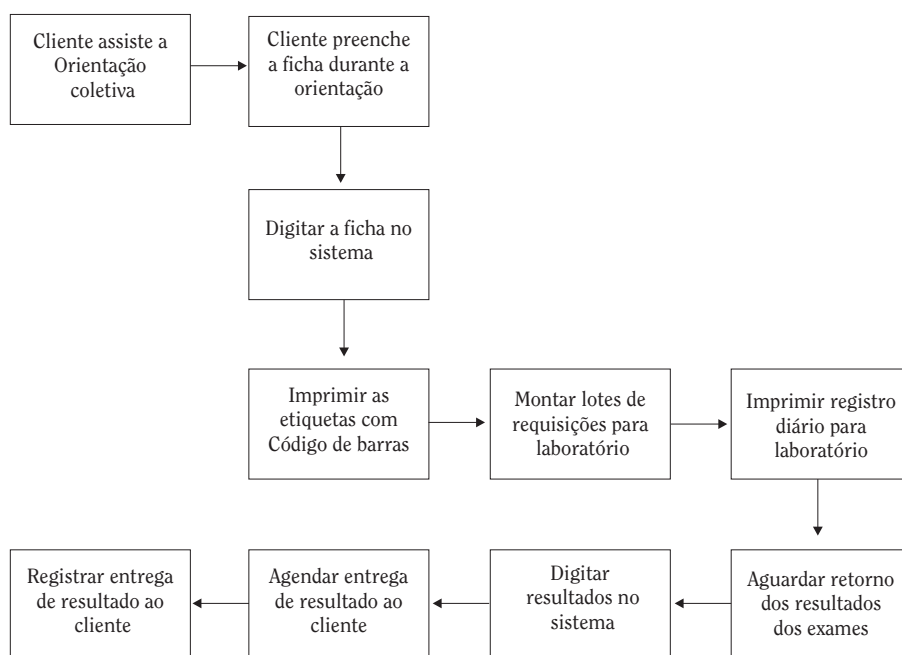 Cliente assiste a
Orientação
coletiva
Cliente preenche
a ficha durante a
orientação
Digitar a ficha no
sistema
Imprimir as
etiquetas com
Código de barras
Montar lotes de
requisições para
laboratório
Imprimir registro
diário para
laboratório
Aguardar retorno
dos resultados
dos exames
Digitar
resultados no
sistema
Agendar entrega
de resultado ao
cliente
Registrar entrega
de resultado ao
cliente